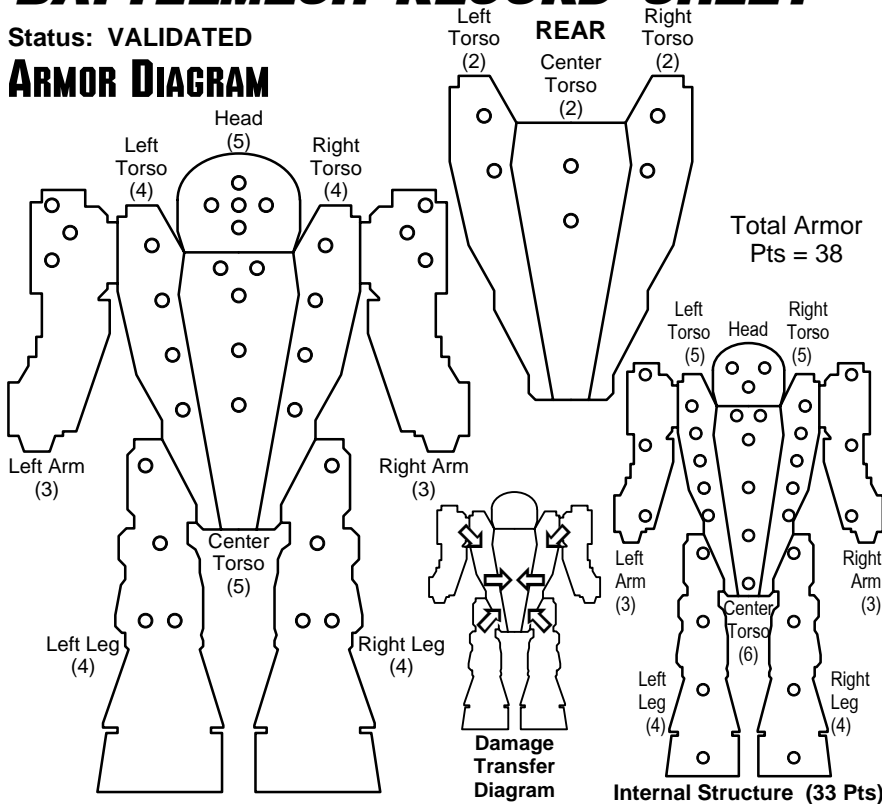 BATTLEMECH RECORD SHEET
Status: VALIDATED
ARMOR DIAGRAM
Head
(5)
Left
Torso
(4)
Right
Torso
(4)
Left Arm
(3)
Right Arm
(3)
Center
Torso
(5)
Left Leg
(4)
Right Leg
(4)
REAR
Left
Torso
(2)
Center
Torso
(2)
Right
Torso
(2)
Total Armor
Pts = 38
Left
Torso
(5)
Head
Right
Torso
(5)
Left
Arm
(3)
Right
Arm
(3)
Center
Torso
(6)
Left
Leg
(4)
Right
Leg
(4)
Damage
Transfer
Diagram
Internal Structure (33 Pts)